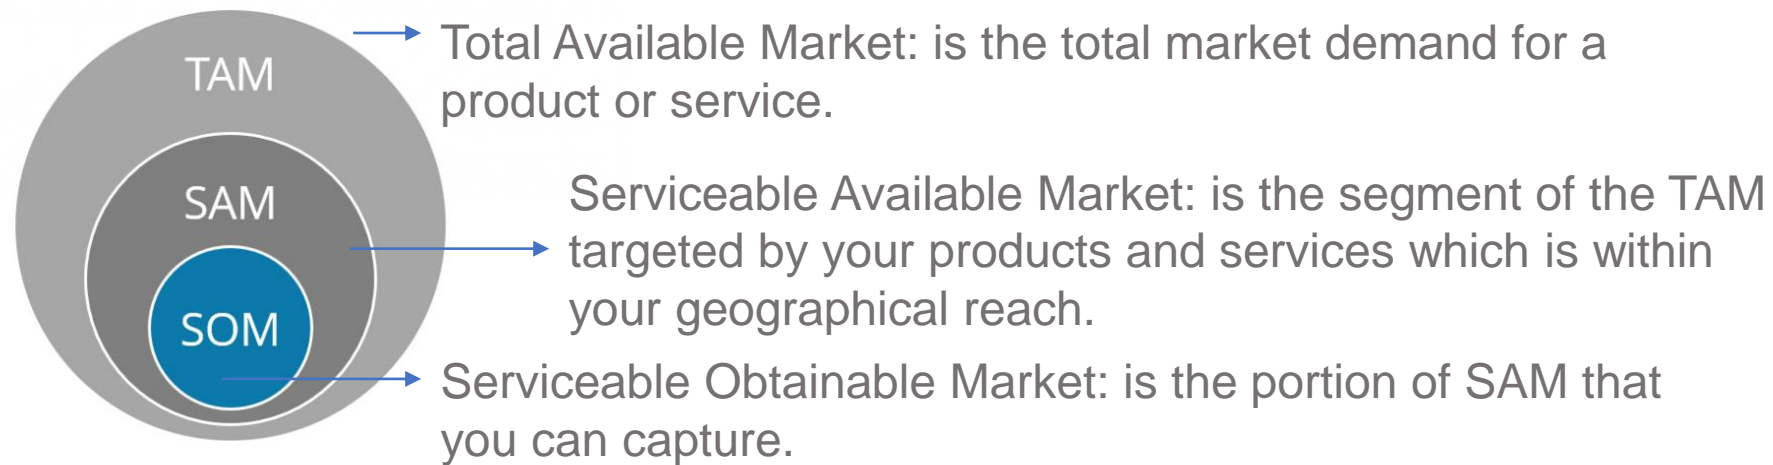 TAM
Total Available Market: is the total market demand for a
product or service.
SAM
Serviceable Available Market: is the segment of the TAM
targeted by your products and services which is within
your geographical reach.
SOM
Serviceable Obtainable Market: is the portion of SAM that
you can capture.